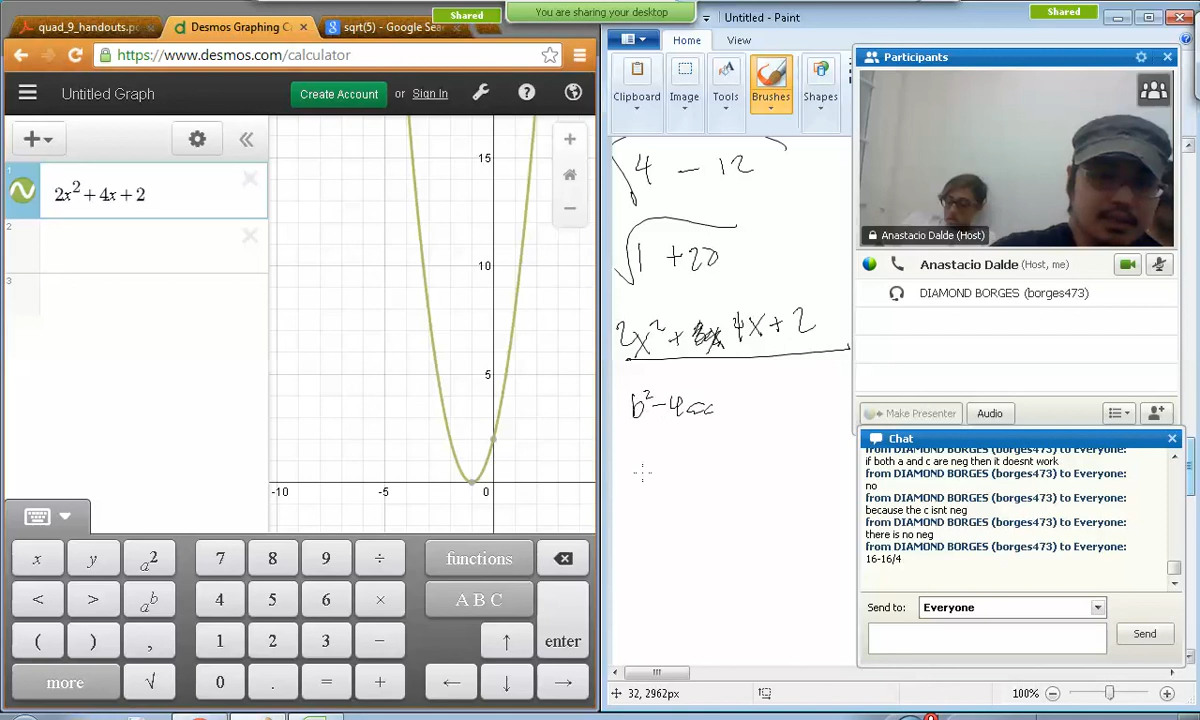 quad_9_handouts.pc
Desmos Graphing C
sqrt(5) - Google Sea
Shared
You are sharing your desktop
Untitled - Paint
Shared
https://www.desmos.com/calculator
Untitled Graph
Create Account
or
Sign In
2x²+4x+2
1
2
3
15
10
5
-10
-5
0
x
y
a²
7
8
9
÷
functions
<
>
aᵇ
4
5
6
×
A B C
(
)
,
1
2
3
−
↑
enter
more
√
0
.
=
+
←
↓
→
Home
View
Clipboard
Image
Tools
Brushes
Shapes
√4 − 12
√1 + 20
2x² + 4x + 2
b² − 4ac
32, 2962px
100%
Participants
Anastacio Dalde (Host)
Anastacio Dalde (Host, me)
DIAMOND BORGES (borges473)
Make Presenter
Audio
Chat
from DIAMOND BORGES (borges473) to Everyone:
if both a and c are neg then it doesnt work
from DIAMOND BORGES (borges473) to Everyone:
no
from DIAMOND BORGES (borges473) to Everyone:
because the c isnt neg
from DIAMOND BORGES (borges473) to Everyone:
there is no neg
from DIAMOND BORGES (borges473) to Everyone:
16-16/4
Send to:
Everyone
Send